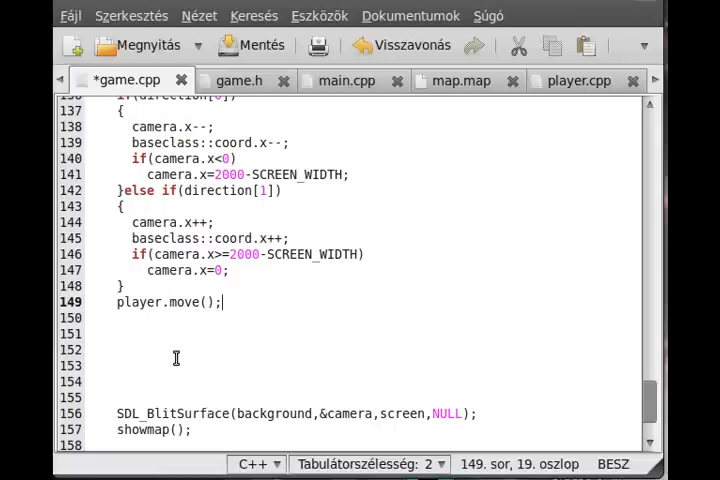 Fájl Szerkesztés Nézet Keresés Eszközök Dokumentumok Súgó
Megnyitás Mentés Visszavonás
*game.cpp game.h main.cpp map.map player.cpp
136 if(direction[0])
137 {
138 camera.x--;
139 baseclass::coord.x--;
140 if(camera.x<0)
141 camera.x=2000-SCREEN_WIDTH;
142 }else if(direction[1])
143 {
144 camera.x++;
145 baseclass::coord.x++;
146 if(camera.x>=2000-SCREEN_WIDTH)
147 camera.x=0;
148 }
149 player.move();
150
151
152
153
154
155
156 SDL_BlitSurface(background,&camera,screen,NULL);
157 showmap();
158
C++ Tabulátorszélesség: 2 149. sor, 19. oszlop BESZ